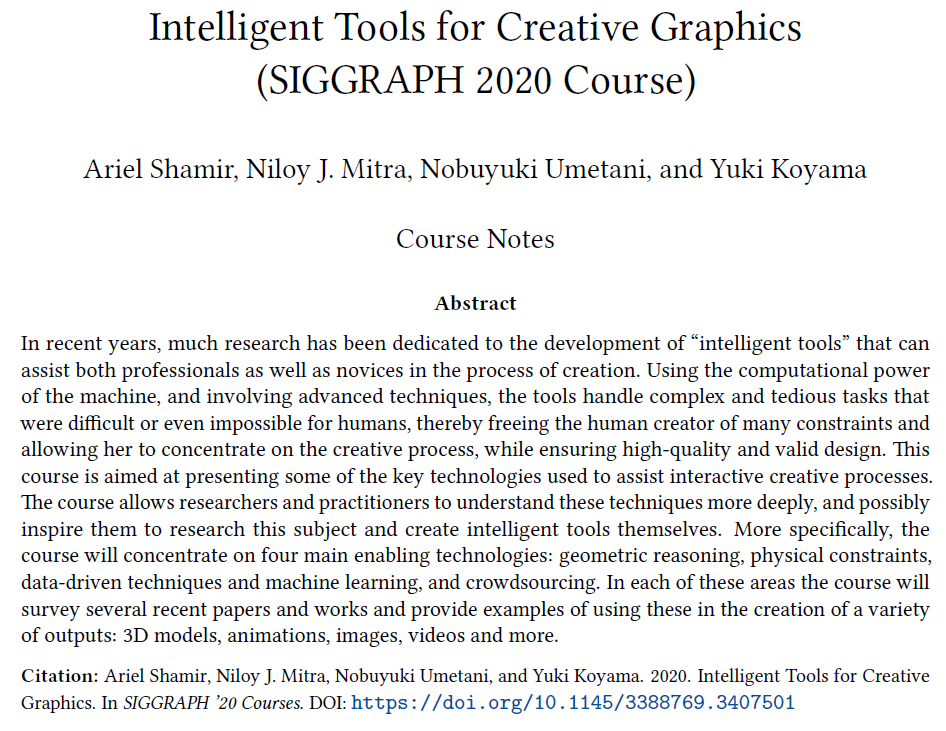 Intelligent Tools for Creative Graphics
(SIGGRAPH 2020 Course)
Ariel Shamir, Niloy J. Mitra, Nobuyuki Umetani, and Yuki Koyama
Course Notes
Abstract
In recent years, much research has been dedicated to the development of “intelligent tools” that can
assist both professionals as well as novices in the process of creation. Using the computational power
of the machine, and involving advanced techniques, the tools handle complex and tedious tasks that
were difficult or even impossible for humans, thereby freeing the human creator of many constraints and
allowing her to concentrate on the creative process, while ensuring high-quality and valid design. This
course is aimed at presenting some of the key technologies used to assist interactive creative processes.
The course allows researchers and practitioners to understand these techniques more deeply, and possibly
inspire them to research this subject and create intelligent tools themselves. More specifically, the
course will concentrate on four main enabling technologies: geometric reasoning, physical constraints,
data-driven techniques and machine learning, and crowdsourcing. In each of these areas the course will
survey several recent papers and works and provide examples of using these in the creation of a variety
of outputs: 3D models, animations, images, videos and more.
Citation: Ariel Shamir, Niloy J. Mitra, Nobuyuki Umetani, and Yuki Koyama. 2020. Intelligent Tools for Creative
Graphics. In SIGGRAPH ’20 Courses. DOI: https://doi.org/10.1145/3388769.3407501